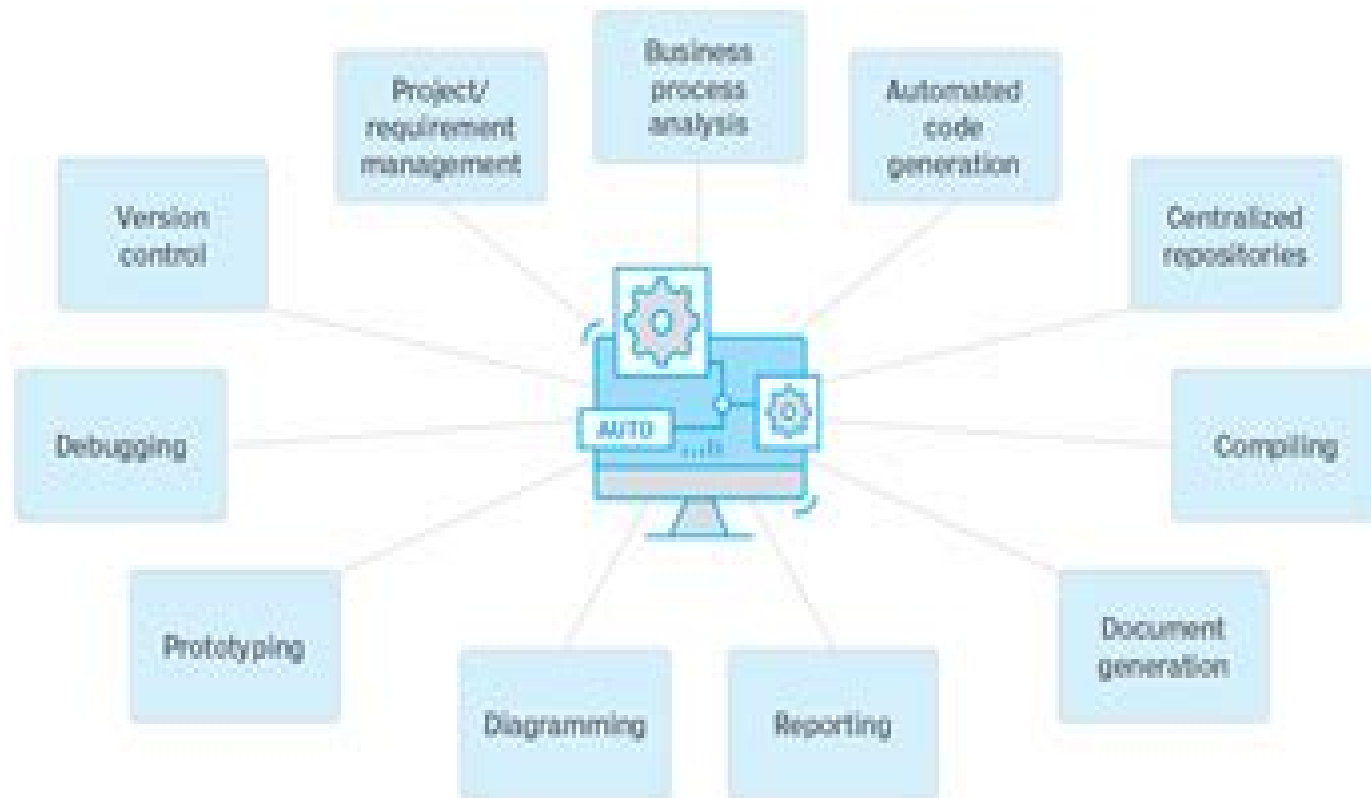 Business
process
analysis
Project/
requirement
management
Automated
code
generation
Version
control
Centralized
repositories
Debugging
AUTO
Compiling
Prototyping
Document
generation
Diagramming
Reporting